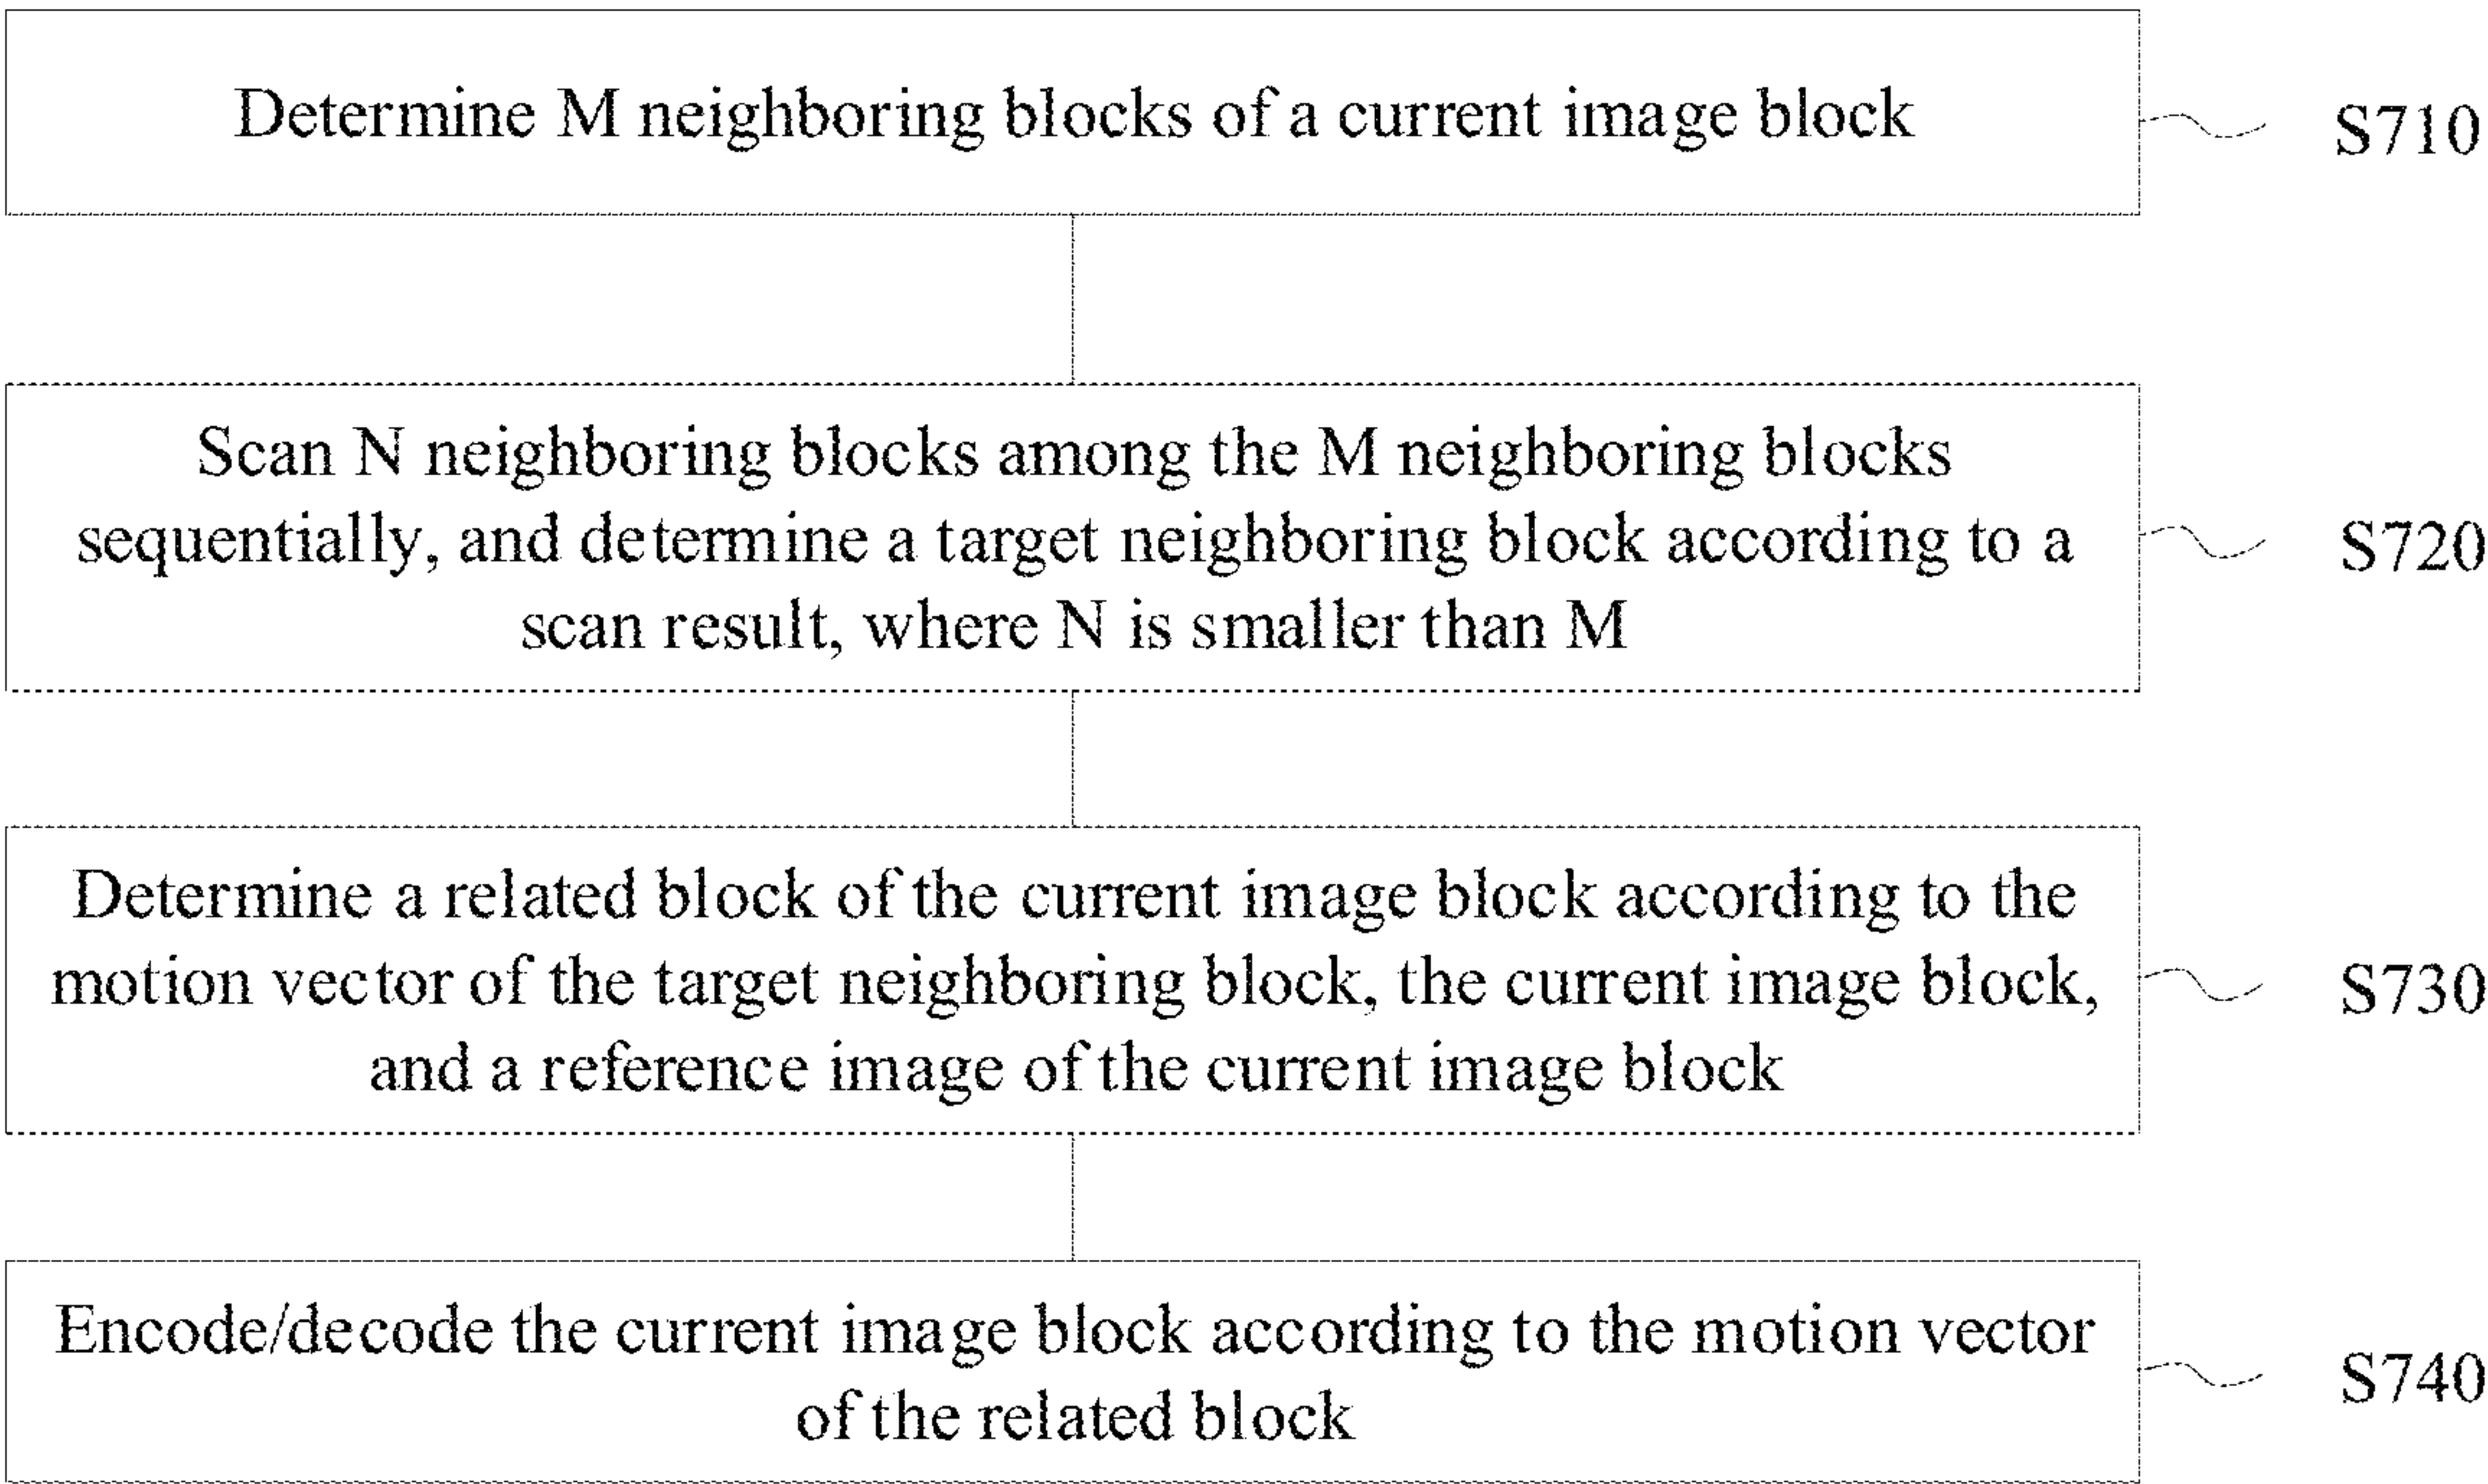 Determine M neighboring blocks of a current image block
S710
Scan N neighboring blocks among the M neighboring blocks
sequentially, and determine a target neighboring block according to a
scan result, where N is smaller than M
S720
Determine a related block of the current image block according to the
motion vector of the target neighboring block, the current image block,
and a reference image of the current image block
S730
Encode/decode the current image block according to the motion vector
of the related block
S740